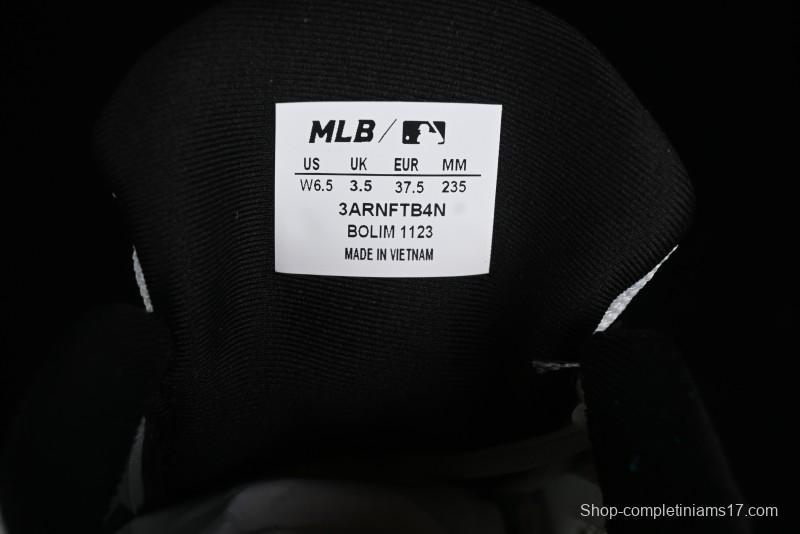 MLB /
US UK EUR MM
W6.5 3.5 37.5 235
3ARNFTB4N
BOLIM 1123
MADE IN VIETNAM
Shop-completiniams17.com